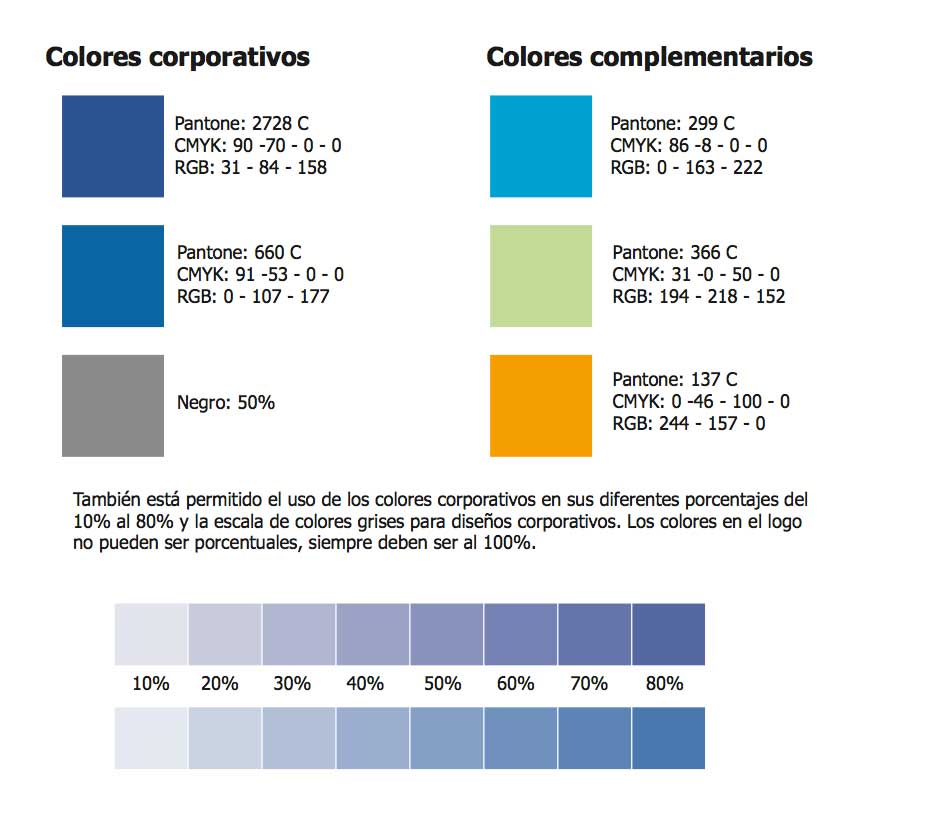 Colores corporativos
Pantone: 2728 C
CMYK: 90 -70 - 0 - 0
RGB: 31 - 84 - 158
Pantone: 660 C
CMYK: 91 -53 - 0 - 0
RGB: 0 - 107 - 177
Negro: 50%
Colores complementarios
Pantone: 299 C
CMYK: 86 -8 - 0 - 0
RGB: 0 - 163 - 222
Pantone: 366 C
CMYK: 31 -0 - 50 - 0
RGB: 194 - 218 - 152
Pantone: 137 C
CMYK: 0 -46 - 100 - 0
RGB: 244 - 157 - 0
También está permitido el uso de los colores corporativos en sus diferentes porcentajes del
10% al 80% y la escala de colores grises para diseños corporativos. Los colores en el logo
no pueden ser porcentuales, siempre deben ser al 100%.
10% 20% 30% 40% 50% 60% 70% 80%